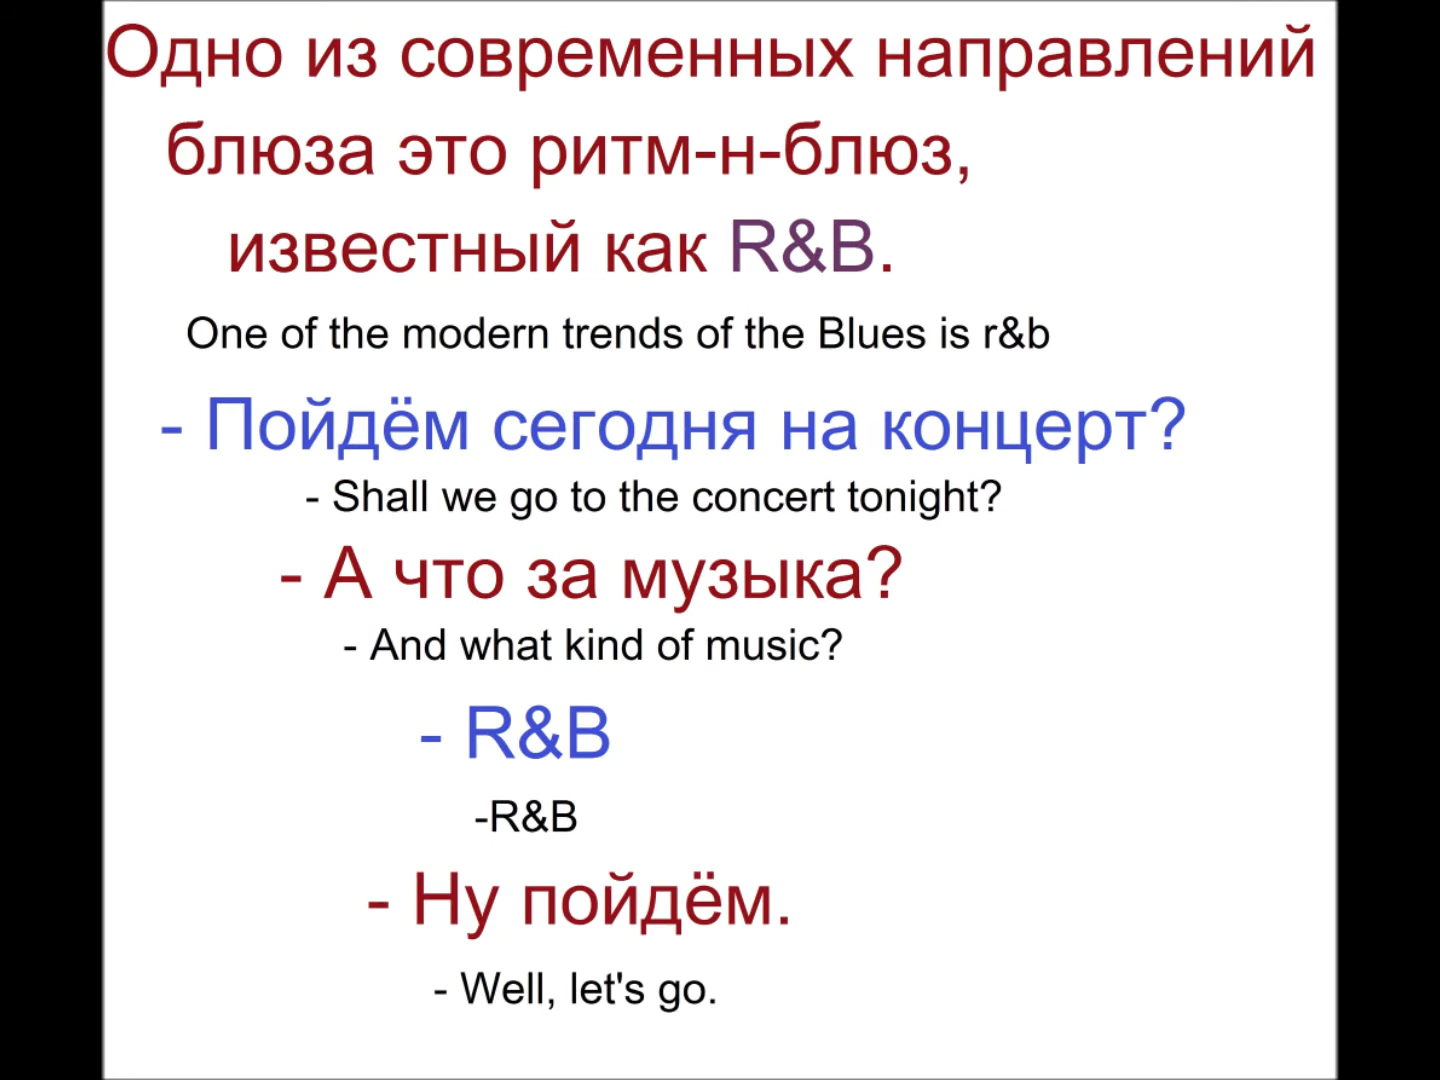 Одно из современных направлений
блюза это ритм-н-блюз,
известный как R&B.
One of the modern trends of the Blues is r&b
- Пойдём сегодня на концерт?
- Shall we go to the concert tonight?
- А что за музыка?
- And what kind of music?
- R&B
-R&B
- Ну пойдём.
- Well, let's go.